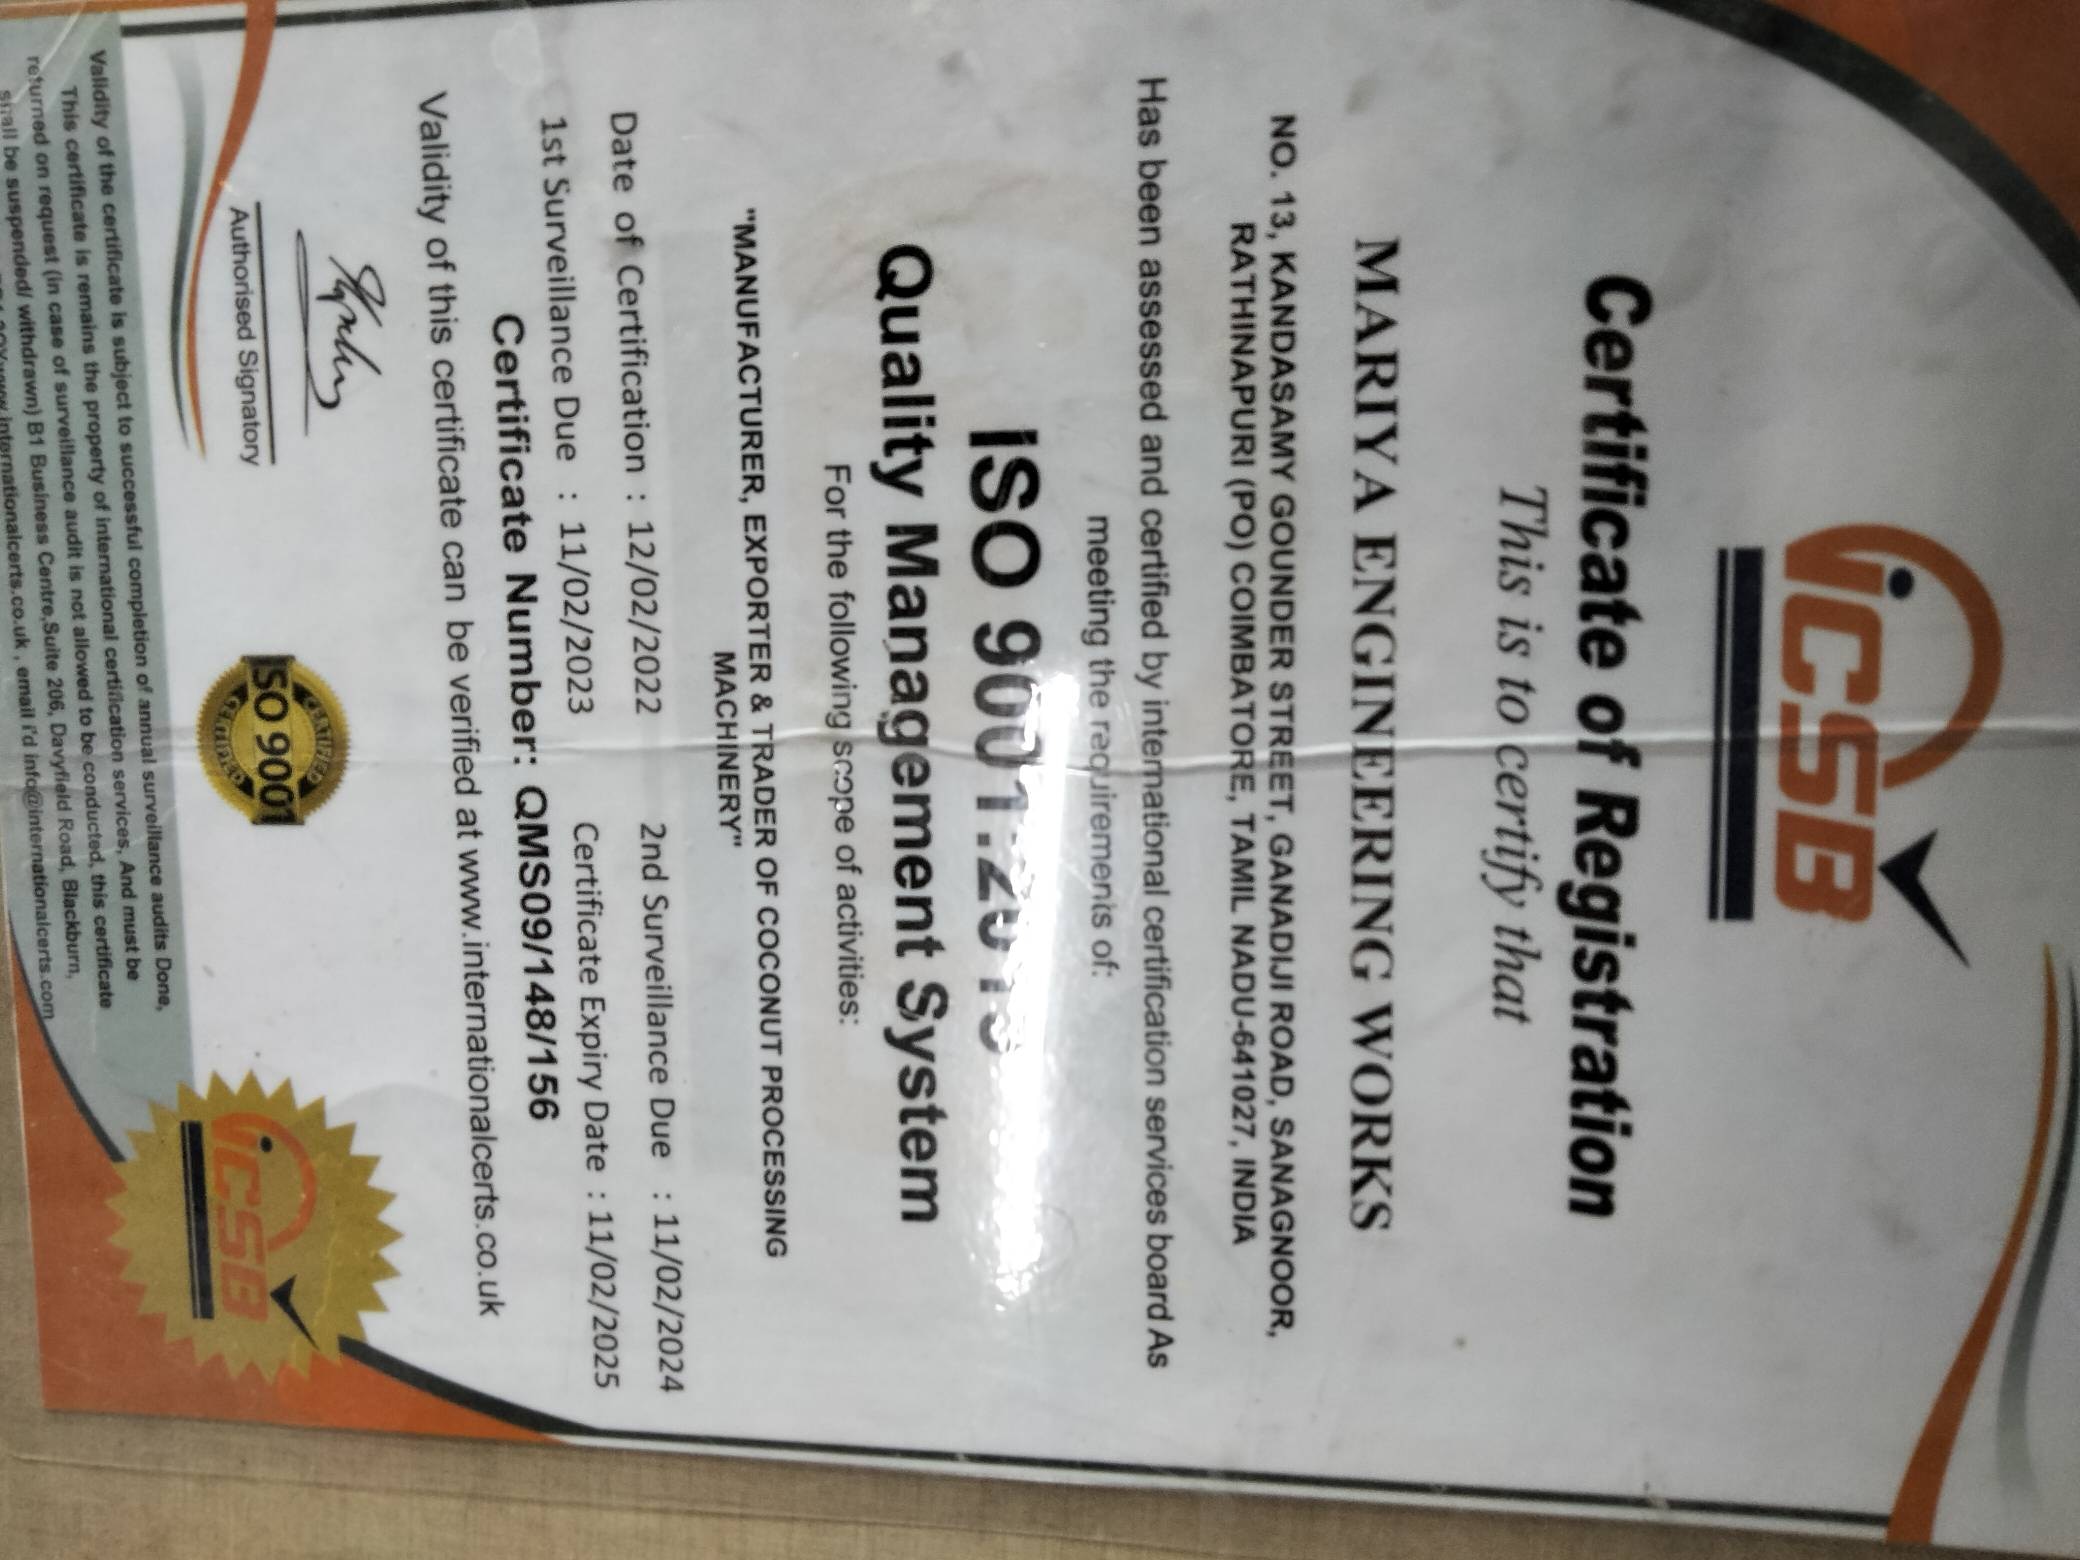 iCSB
Certificate of Registration
This is to certify that
MARIYA ENGINEERING WORKS
NO. 13, KANDASAMY GOUNDER STREET, GANADIJI ROAD, SANAGNOOR,
RATHINAPURI (PO) COIMBATORE, TAMIL NADU-641027, INDIA
Has been assessed and certified by international certification services board As
meeting the requirements of:
ISO 9001:2015
Quality Management System
For the following scope of activities:
"MANUFACTURER, EXPORTER & TRADER OF COCONUT PROCESSING
MACHINERY"
Date of Certification : 12/02/2022 2nd Surveillance Due : 11/02/2024
1st Surveillance Due : 11/02/2023 Certificate Expiry Date : 11/02/2025
Certificate Number: QMS09/148/156
Validity of this certificate can be verified at www.internationalcerts.co.uk
Authorised Signatory
CERTIFIED
ISO 9001
CERTIFIED
iCSB
Validity of the certificate is subject to successful completion of annual surveillance audits Done,
This certificate is remains the property of international certification services, And must be
returned on request (in case of surveillance audit is not allowed to be conducted, this certificate
shall be suspended/ withdrawn) B1 Business Centre,Suite 206, Davyfield Road, Blackburn,
www.internationalcerts.co.uk , email I'd info@internationalcerts.com